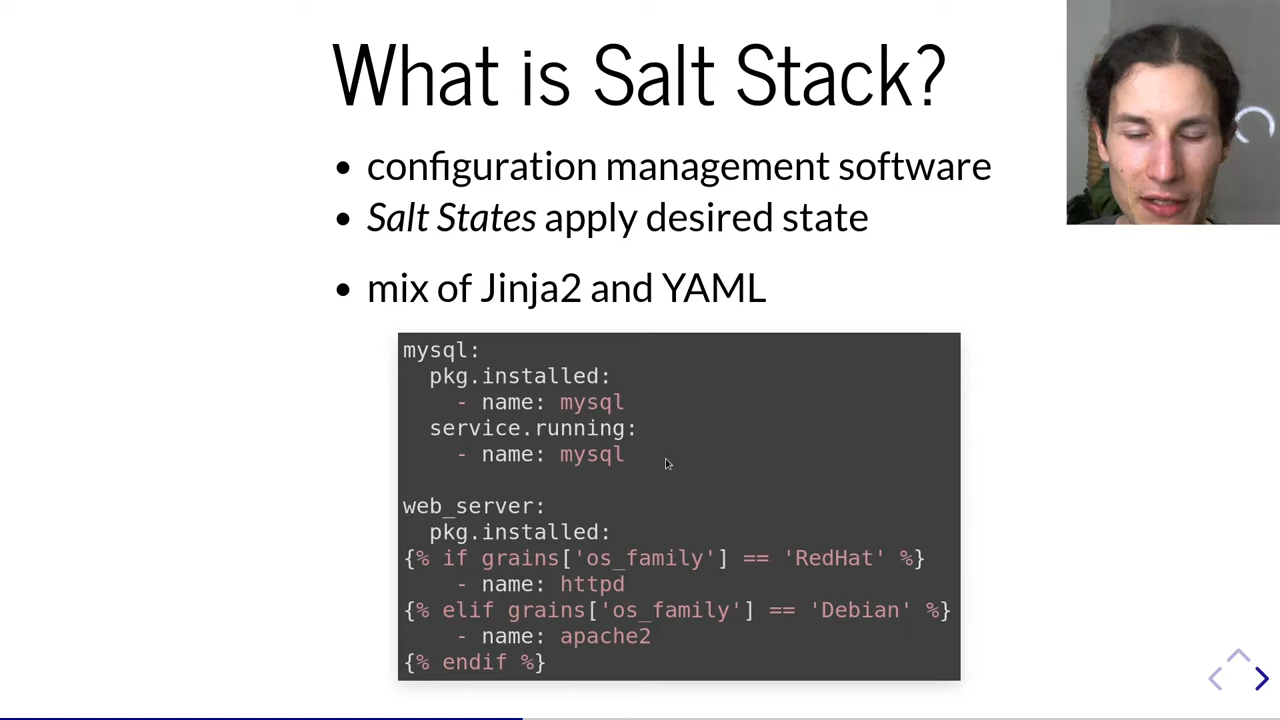 What is Salt Stack?
• configuration management software
• Salt States apply desired state
• mix of Jinja2 and YAML
mysql:
  pkg.installed:
    - name: mysql
  service.running:
    - name: mysql

web_server:
  pkg.installed:
{% if grains['os_family'] == 'RedHat' %}
    - name: httpd
{% elif grains['os_family'] == 'Debian' %}
    - name: apache2
{% endif %}